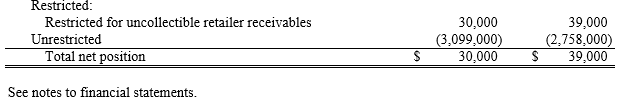 Restricted:
Restricted for uncollectible retailer receivables 30,000 39,000
Unrestricted (3,099,000) (2,758,000)
Total net position $ 30,000 $ 39,000
See notes to financial statements.